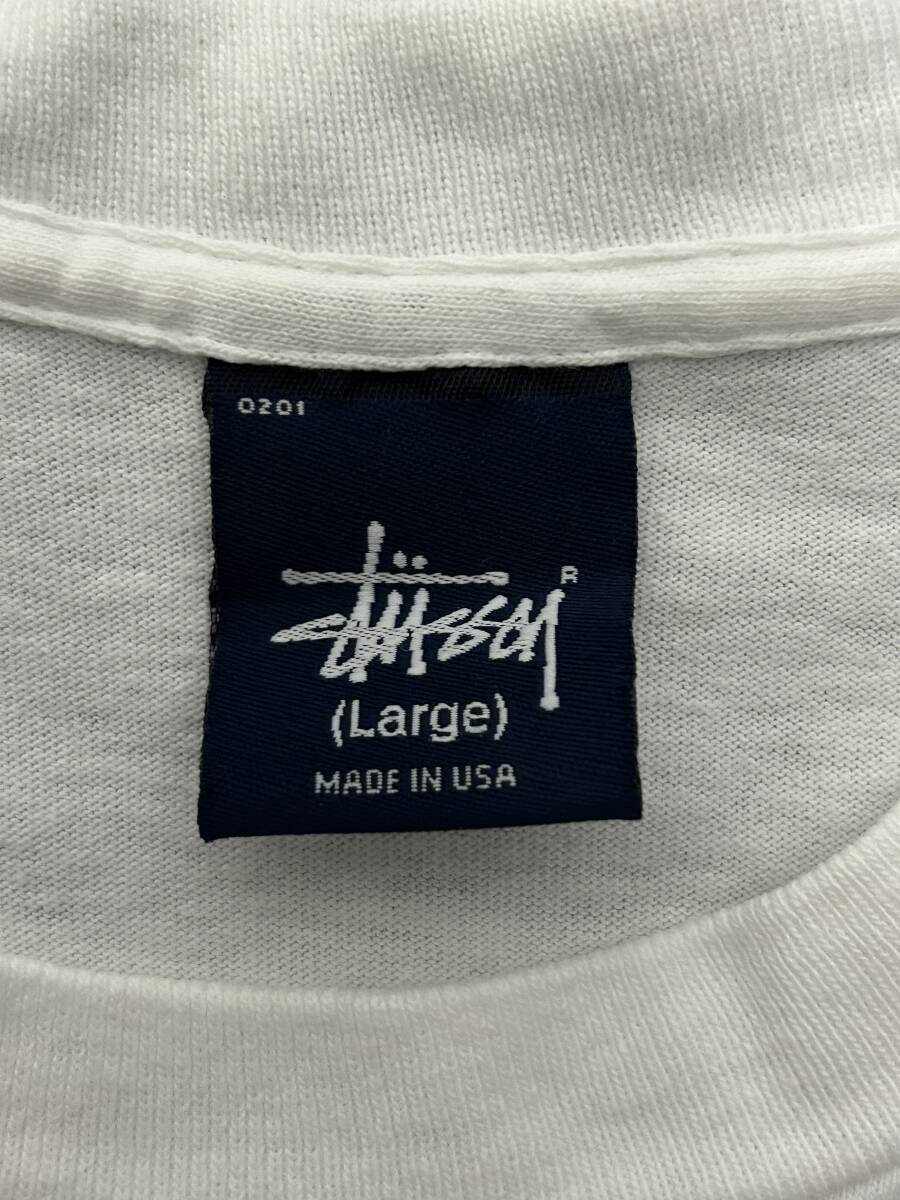 0201
Stüssy
R
(Large)
MADE IN USA